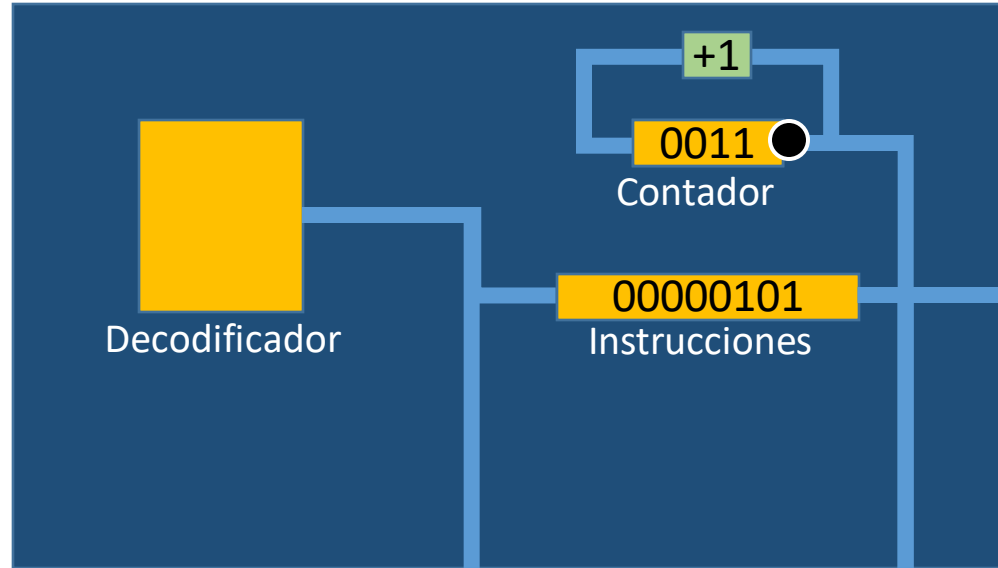 +1
0011
Contador
00000101
Instrucciones
Decodificador